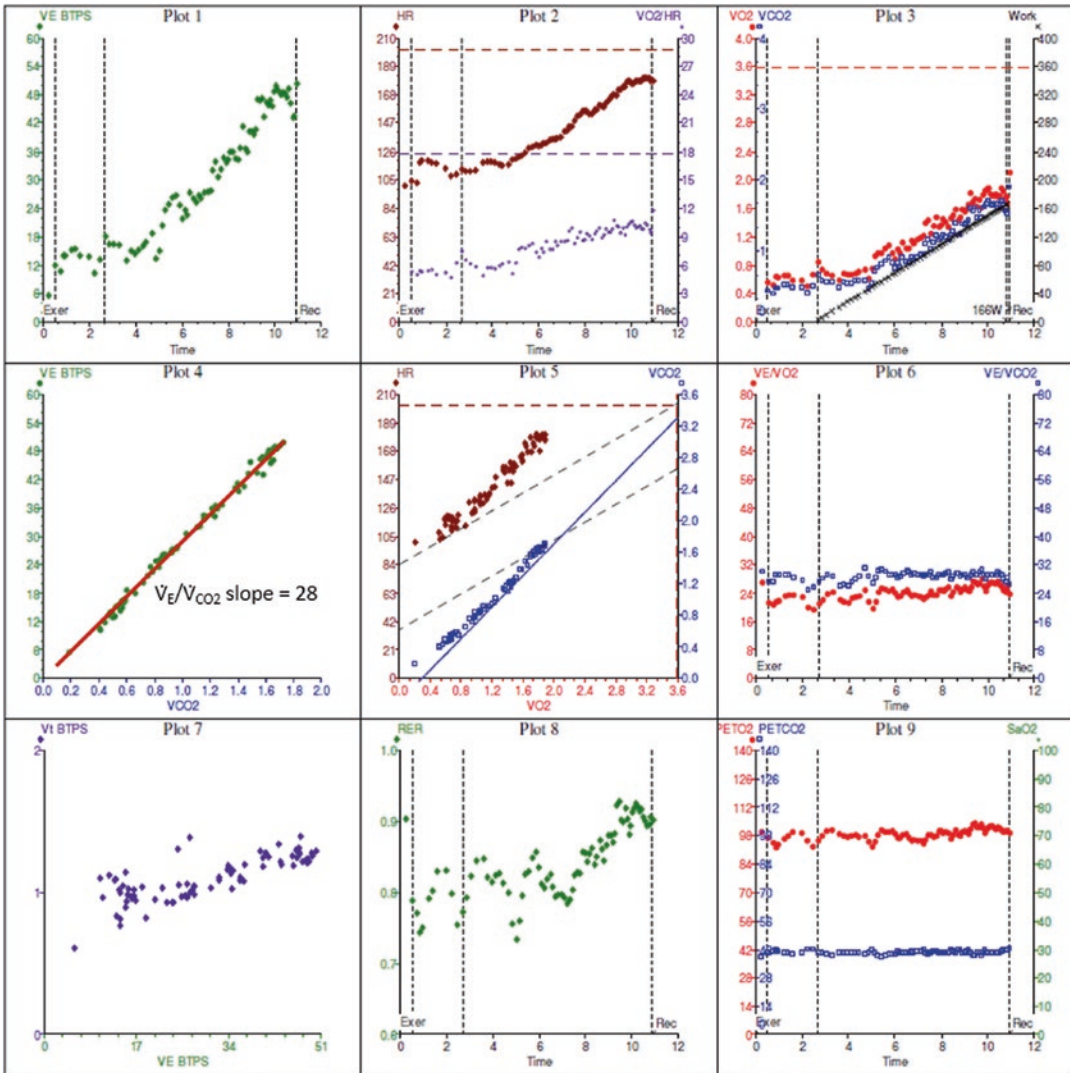 VE BTPS Plot 1
60
54
48
42
36
30
24
18
12
6
0
Exer Rec
0 2 4 6 8 10 12
Time
HR Plot 2 VO2/HR
210 30
189 27
168 24
147 21
126 18
105 15
84 12
63 9
42 6
21 3
0 0
Exer Rec
0 2 4 6 8 10 12
Time
VO2 VCO2 Plot 3 Work
4.0 4 400
3.6 360
3.2 320
2.8 280
2.4 240
2.0 2 200
1.6 160
1.2 120
0.8 80
0.4 40
0.0 0
Exer 166W Rec
0 2 4 6 8 10 12
Time
VE BTPS Plot 4
60
54
48
42
36
30
24
18
12
6
0
V̇E/V̇CO2 slope = 28
0.0 0.2 0.4 0.6 0.8 1.0 1.2 1.4 1.6 1.8 2.0
VCO2
HR Plot 5 VCO2
210 3.6
189 3.2
168 2.8
147 2.4
126 2.0
105 1.6
84 1.2
63 0.8
42 0.4
21 0.0
0
0.0 0.4 0.8 1.2 1.6 2.0 2.4 2.8 3.2 3.6
VO2
VE/VO2 Plot 6 VE/VCO2
80 80
72 72
64 64
56 56
48 48
40 40
32 32
24 24
16 16
8 8
0 0
Exer Rec
0 2 4 6 8 10 12
Time
Vt BTPS Plot 7
2
1
0
0 17 34 51
VE BTPS
RER Plot 8
1.0
0.9
0.7
Exer Rec
0 2 4 6 8 10 12
Time
PETO2 PETCO2 Plot 9 SaO2
140 140 100
126 126 90
112 112 80
98 98 70
84 84 60
70 70 50
56 56 40
42 42 30
28 28 20
14 14 10
0 0
Exer Rec
0 2 4 6 8 10 12
Time